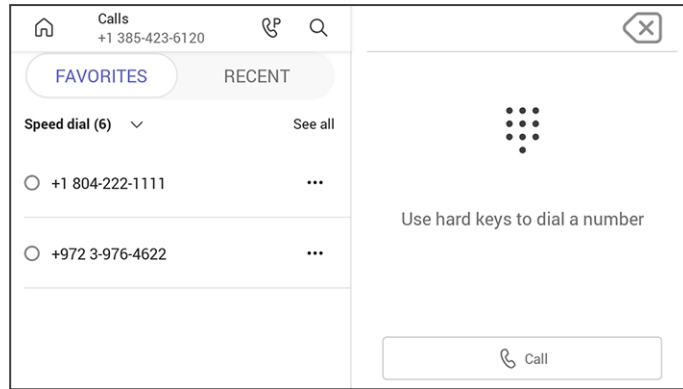 Calls
+1 385-423-6120
FAVORITES RECENT
Speed dial (6) See all
+1 804-222-1111
+972 3-976-4622
Use hard keys to dial a number
Call